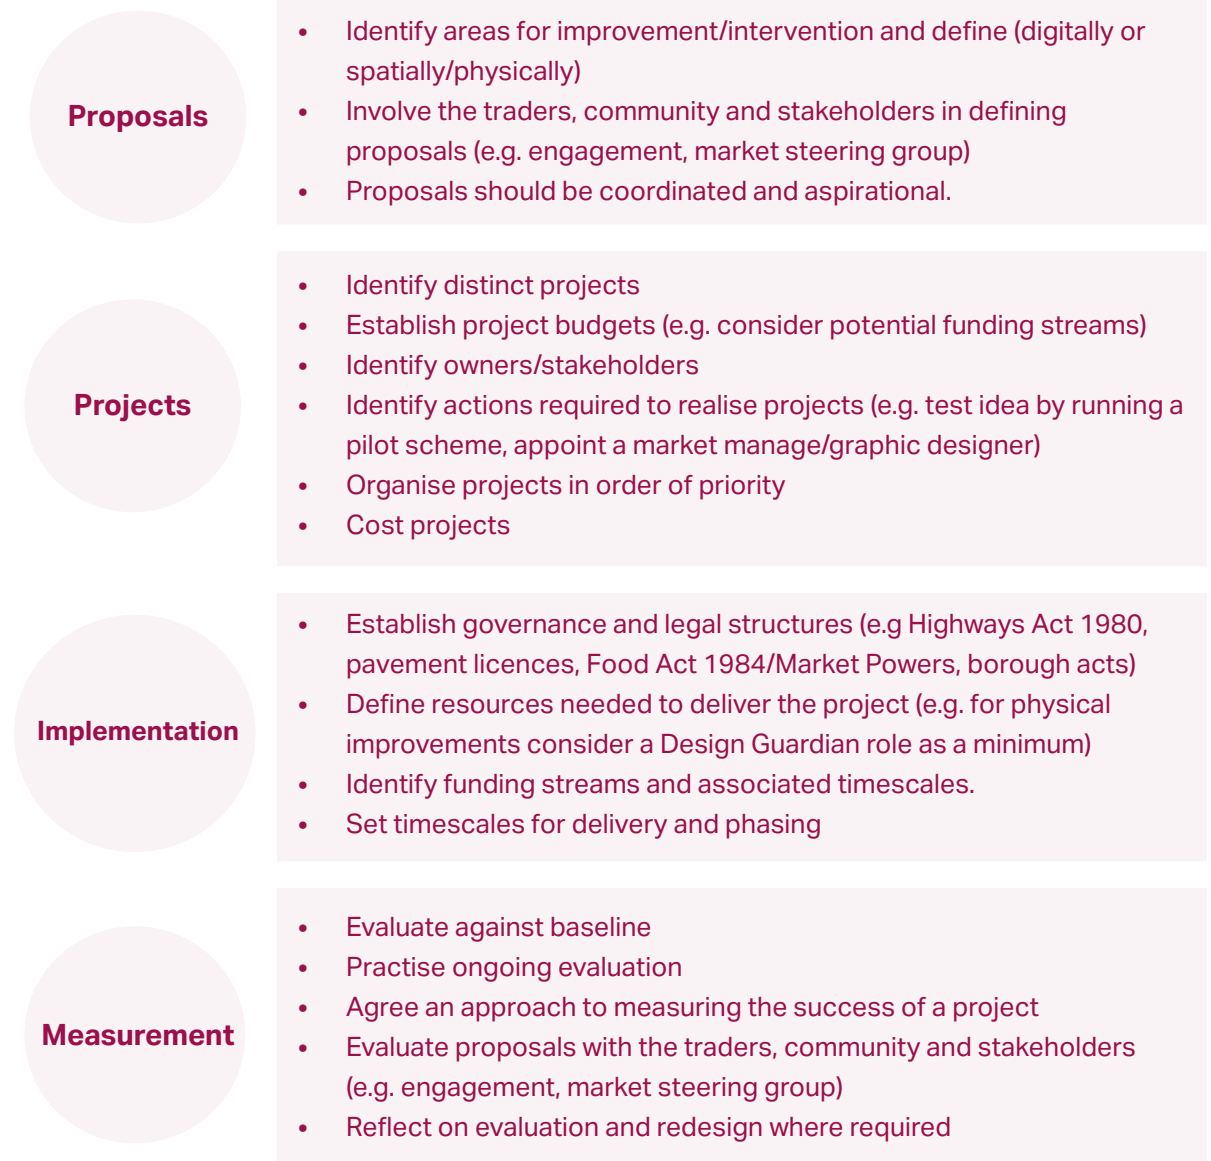 Proposals
• Identify areas for improvement/intervention and define (digitally or
spatially/physically)
• Involve the traders, community and stakeholders in defining
proposals (e.g. engagement, market steering group)
• Proposals should be coordinated and aspirational.
Projects
• Identify distinct projects
• Establish project budgets (e.g. consider potential funding streams)
• Identify owners/stakeholders
• Identify actions required to realise projects (e.g. test idea by running a
pilot scheme, appoint a market manage/graphic designer)
• Organise projects in order of priority
• Cost projects
Implementation
• Establish governance and legal structures (e.g Highways Act 1980,
pavement licences, Food Act 1984/Market Powers, borough acts)
• Define resources needed to deliver the project (e.g. for physical
improvements consider a Design Guardian role as a minimum)
• Identify funding streams and associated timescales.
• Set timescales for delivery and phasing
Measurement
• Evaluate against baseline
• Practise ongoing evaluation
• Agree an approach to measuring the success of a project
• Evaluate proposals with the traders, community and stakeholders
(e.g. engagement, market steering group)
• Reflect on evaluation and redesign where required